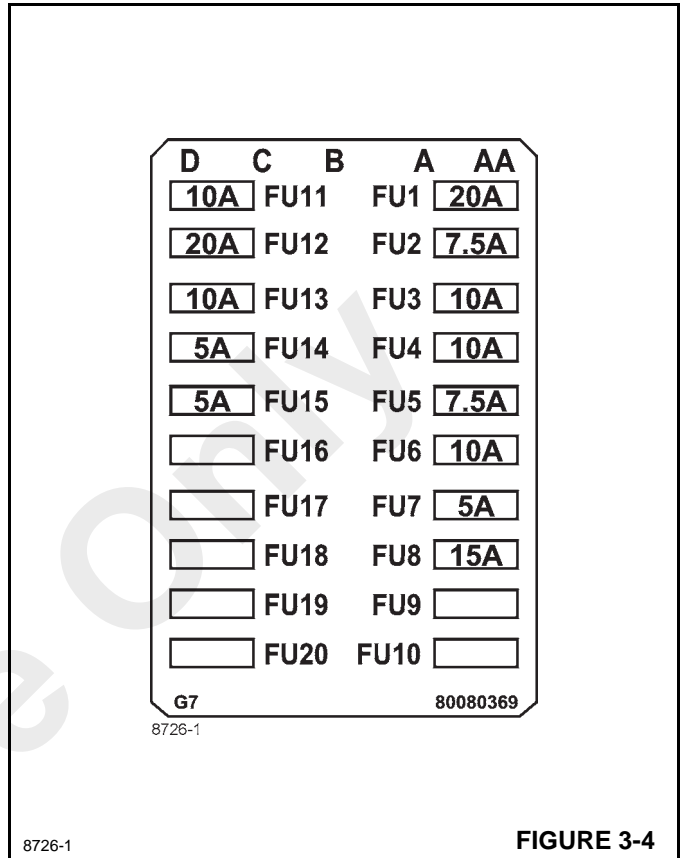 D C B A AA
10A FU11 FU1 20A
20A FU12 FU2 7.5A
10A FU13 FU3 10A
5A FU14 FU4 10A
5A FU15 FU5 7.5A
FU16 FU6 10A
FU17 FU7 5A
FU18 FU8 15A
FU19 FU9
FU20 FU10
G7 80080369
8726-1
8726-1 FIGURE 3-4
e Only